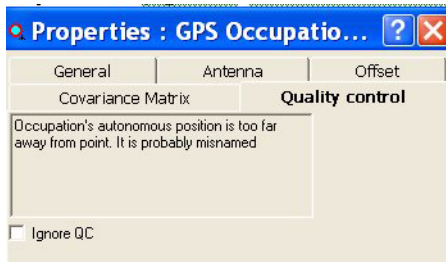 Properties : GPS Occupatio...
General Antenna Offset
Covariance Matrix Quality control
Occupation's autonomous position is too far
away from point. It is probably misnamed
Ignore QC